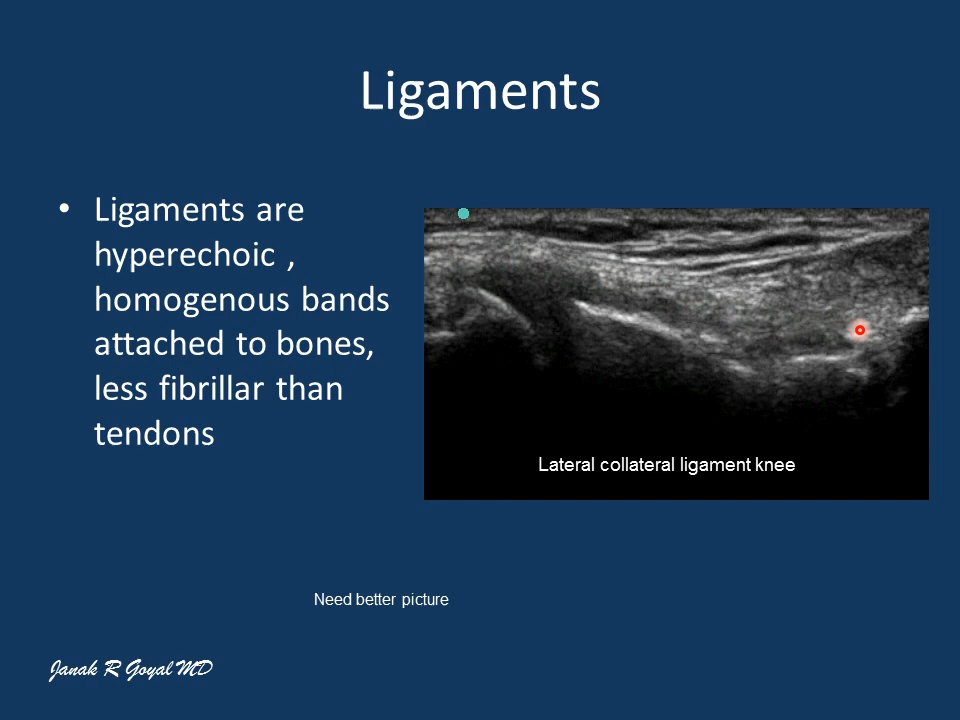 Ligaments
• Ligaments are
hyperechoic ,
homogenous bands
attached to bones,
less fibrillar than
tendons
Lateral collateral ligament knee
Need better picture
Janak R Goyal MD